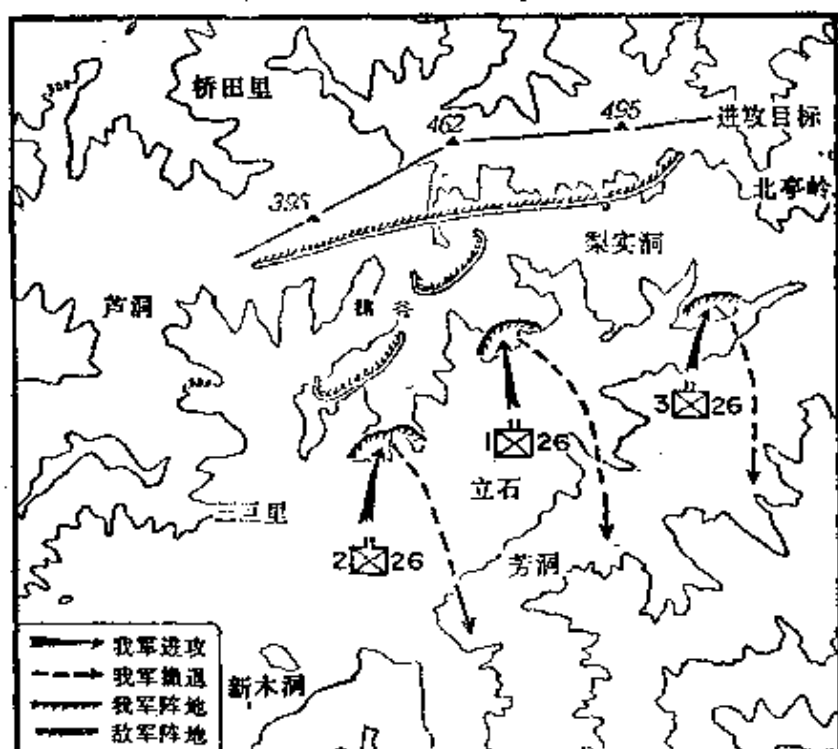 桥田里
462
495
进攻目标
北亭岭
395
梨实洞
芦洞
谷
3 26
1 26
立石
三巨里
2 26
芳洞
新木洞
我军进攻
我军撤退
我军阵地
敌军阵地